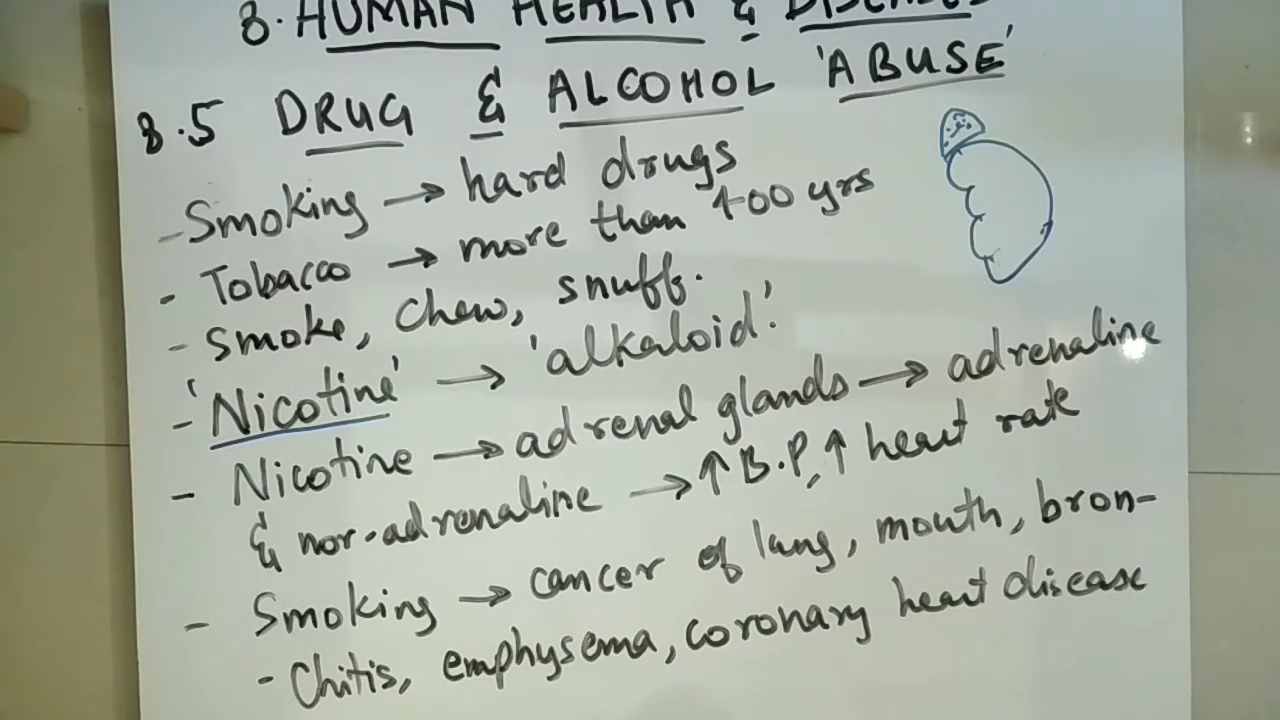 8. HUMAN HEALTH & DISEASES
8.5 DRUG & ALCOHOL 'ABUSE'
- Smoking → hard drugs
- Tobacco → more than 400 yrs
- Smoke, Chew, snuff.
- 'Nicotine' → 'alkaloid'.
- Nicotine → adrenal glands → adrenaline
& nor-adrenaline → ↑ B.P, ↑ heart rate
- Smoking → cancer of lung, mouth, bron-
- Chitis, emphysema, coronary heart disease